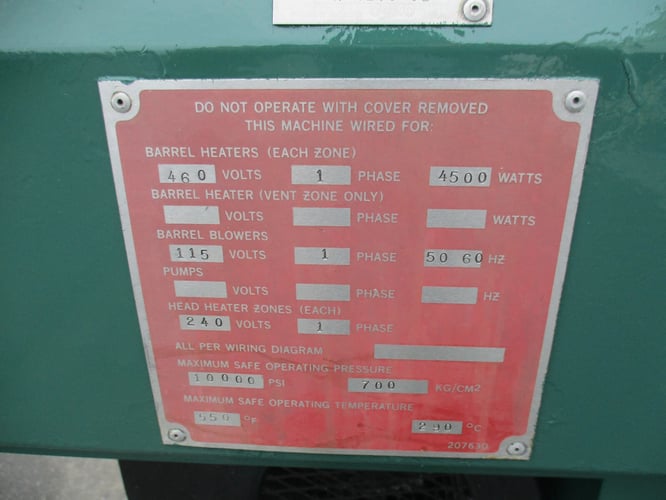 DO NOT OPERATE WITH COVER REMOVED
THIS MACHINE WIRED FOR:
BARREL HEATERS (EACH ZONE)
460 VOLTS 1 PHASE 4500 WATTS
BARREL HEATER (VENT ZONE ONLY)
VOLTS PHASE WATTS
BARREL BLOWERS
115 VOLTS 1 PHASE 50 60 HZ
PUMPS
VOLTS PHASE HZ
HEAD HEATER ZONES (EACH)
240 VOLTS 1 PHASE
ALL PER WIRING DIAGRAM
MAXIMUM SAFE OPERATING PRESSURE
10000 PSI 700 KG/CM2
MAXIMUM SAFE OPERATING TEMPERATURE
550 °F 290 °C
207630